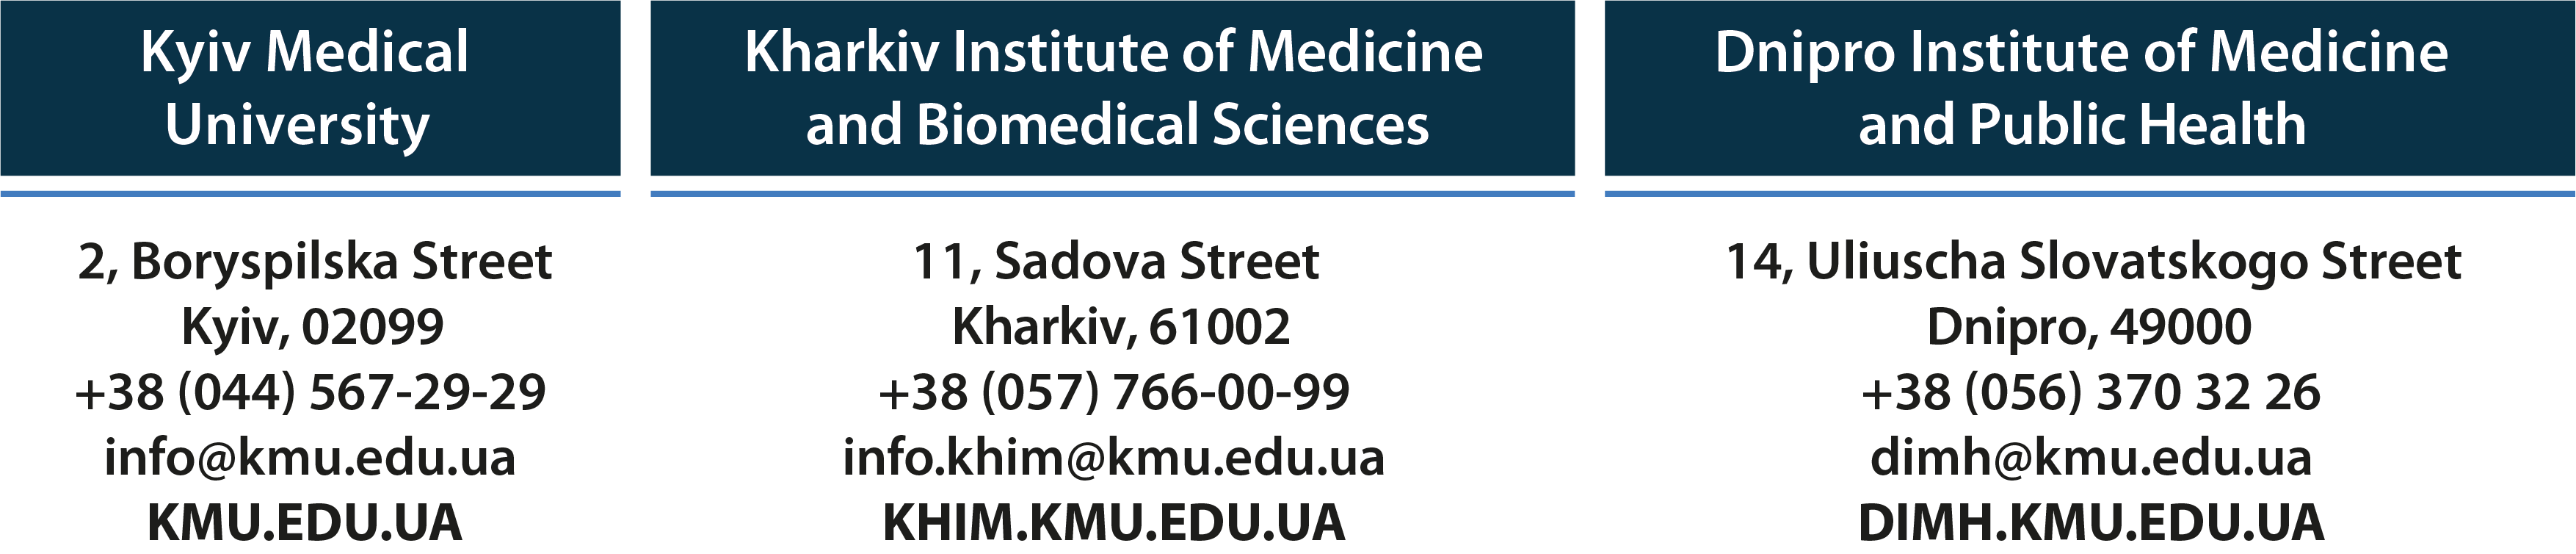 Kyiv Medical
University
2, Boryspilska Street
Kyiv, 02099
+38 (044) 567-29-29
info@kmu.edu.ua
KMU.EDU.UA
Kharkiv Institute of Medicine
and Biomedical Sciences
11, Sadova Street
Kharkiv, 61002
+38 (057) 766-00-99
info.khim@kmu.edu.ua
KHIM.KMU.EDU.UA
Dnipro Institute of Medicine
and Public Health
14, Uliuscha Slovatskogo Street
Dnipro, 49000
+38 (056) 370 32 26
dimh@kmu.edu.ua
DIMH.KMU.EDU.UA